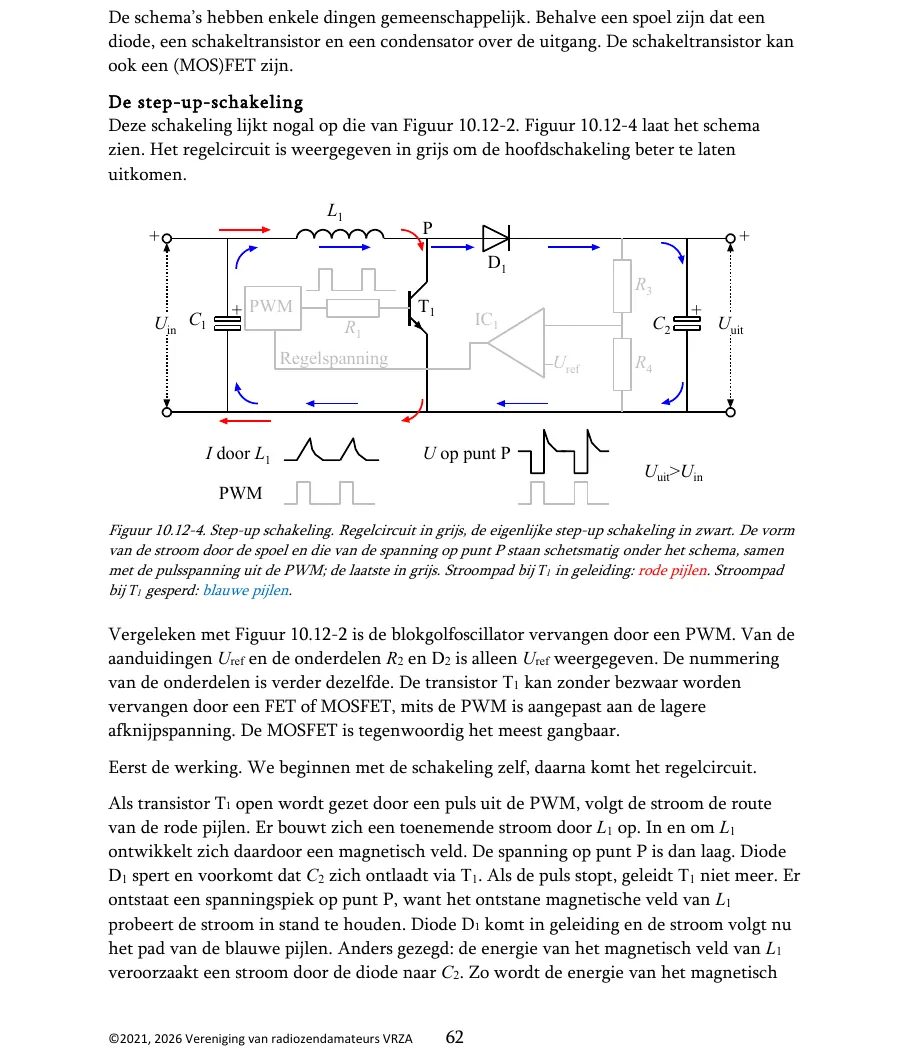 De schema's hebben enkele dingen gemeenschappelijk. Behalve een spoel zijn dat een
diode, een schakeltransistor en een condensator over de uitgang. De schakeltransistor kan
ook een (MOS)FET zijn.
De step-up-schakeling
Deze schakeling lijkt nogal op die van Figuur 10.12-2. Figuur 10.12-4 laat het schema
zien. Het regelcircuit is weergegeven in grijs om de hoofdschakeling beter te laten
uitkomen.
L1
P
+
+
D1
PWM
R1
T1
IC1
R3
+
Uin
C1
+
C2
Uuit
Regelspanning
Uref
R4
I door L1
U op punt P
Uuit>Uin
PWM
Figuur 10.12-4. Step-up schakeling. Regelcircuit in grijs, de eigenlijke step-up schakeling in zwart. De vorm
van de stroom door de spoel en die van de spanning op punt P staan schetsmatig onder het schema, samen
met de pulsspanning uit de PWM; de laatste in grijs. Stroompad bij T1 in geleiding: rode pijlen. Stroompad
bij T1 gesperd: blauwe pijlen.
Vergeleken met Figuur 10.12-2 is de blokgolfoscillator vervangen door een PWM. Van de
aanduidingen Uref en de onderdelen R2 en D2 is alleen Uref weergegeven. De nummering
van de onderdelen is verder dezelfde. De transistor T1 kan zonder bezwaar worden
vervangen door een FET of MOSFET, mits de PWM is aangepast aan de lagere
afknijpspanning. De MOSFET is tegenwoordig het meest gangbaar.
Eerst de werking. We beginnen met de schakeling zelf, daarna komt het regelcircuit.
Als transistor T1 open wordt gezet door een puls uit de PWM, volgt de stroom de route
van de rode pijlen. Er bouwt zich een toenemende stroom door L1 op. In en om L1
ontwikkelt zich daardoor een magnetisch veld. De spanning op punt P is dan laag. Diode
D1 spert en voorkomt dat C2 zich ontlaadt via T1. Als de puls stopt, geleidt T1 niet meer. Er
ontstaat een spanningspiek op punt P, want het ontstane magnetische veld van L1
probeert de stroom in stand te houden. Diode D1 komt in geleiding en de stroom volgt nu
het pad van de blauwe pijlen. Anders gezegd: de energie van het magnetisch veld van L1
veroorzaakt een stroom door de diode naar C2. Zo wordt de energie van het magnetisch
©2021, 2026 Vereniging van radiozendamateurs VRZA 62